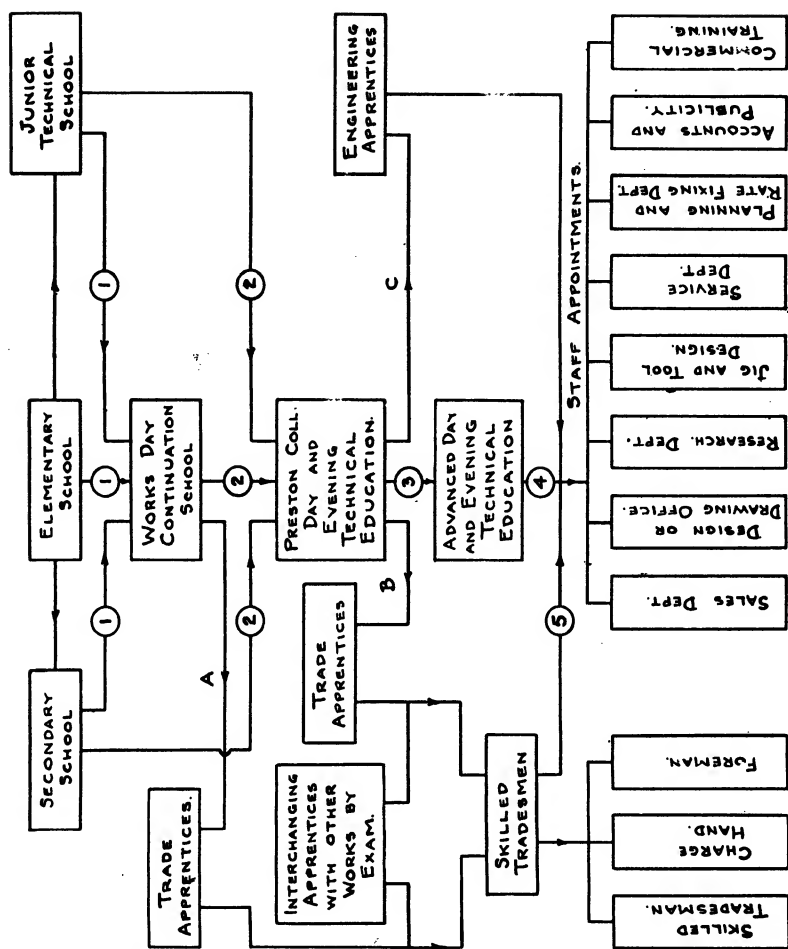 JUNIOR
TECHNICAL
SCHOOL
ELEMENTARY
SCHOOL
SECONDARY
SCHOOL
1
1
1
WORKS DAY
CONTINUATION
SCHOOL
2
2
2
A
TRADE
APPRENTICES.
PRESTON COLL.
DAY AND
EVENING
TECHNICAL
EDUCATION.
ENGINEERING
APPRENTICES
C
3
B
TRADE
APPRENTICES
INTERCHANGING
APPRENTICES
WITH OTHER
WORKS BY
EXAM.
ADVANCED DAY
AND EVENING
TECHNICAL
EDUCATION
4
5
SKILLED
TRADESMEN
STAFF APPOINTMENTS.
COMMERCIAL
TRAINING.
ACCOUNTS AND
PUBLICITY.
PLANNING AND
RATE FIXING DEPT.
SERVICE
DEPT.
JIG AND TOOL
DESIGN.
RESEARCH. DEPT.
DESIGN OR
DRAWING OFFICE.
SALES DEPT.
FOREMAN.
CHARGE
HAND.
SKILLED
TRADESMAN.